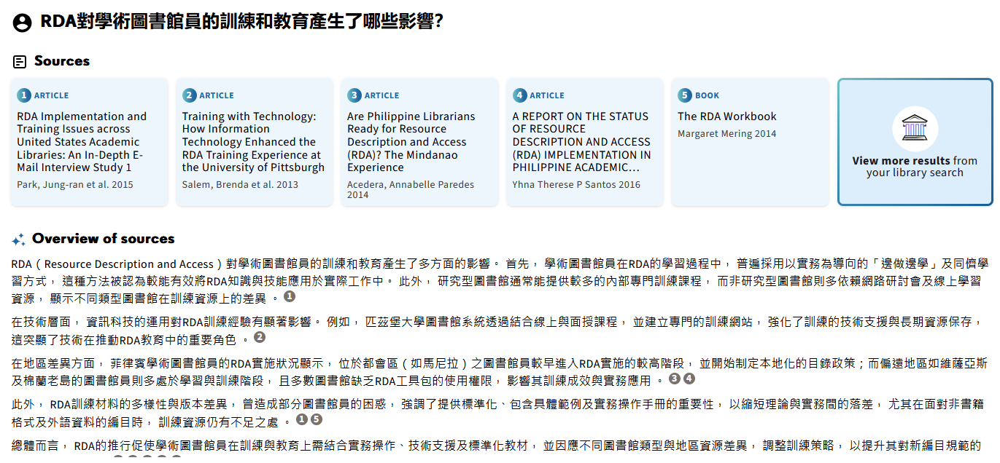 RDA對學術圖書館員的訓練和教育產生了哪些影響?
Sources
1 ARTICLE
RDA Implementation and
Training Issues across
United States Academic
Libraries: An In-Depth E-
Mail Interview Study 1
Park, Jung-ran et al. 2015
2 ARTICLE
Training with Technology:
How Information
Technology Enhanced the
RDA Training Experience at
the University of Pittsburgh
Salem, Brenda et al. 2013
3 ARTICLE
Are Philippine Librarians
Ready for Resource
Description and Access
(RDA)? The Mindanao
Experience
Acedera, Annabelle Paredes
2014
4 ARTICLE
A REPORT ON THE STATUS
OF RESOURCE
DESCRIPTION AND ACCESS
(RDA) IMPLEMENTATION IN
PHILIPPINE ACADEMIC...
Yhna Therese P Santos 2016
5 BOOK
The RDA Workbook
Margaret Mering 2014
View more results from
your library search
Overview of sources
RDA（Resource Description and Access）對學術圖書館員的訓練和教育產生了多方面的影響。 首先， 學術圖書館員在RDA的學習過程中， 普遍採用以實務為導向的「邊做邊學」及同儕學
習方式， 這種方法被認為較能有效將RDA知識與技能應用於實際工作中。 此外， 研究型圖書館通常能提供較多的內部專門訓練課程， 而非研究型圖書館則多依賴網路研討會及線上學習
資源， 顯示不同類型圖書館在訓練資源上的差異 。 1
在技術層面， 資訊科技的運用對RDA訓練經驗有顯著影響。 例如， 匹茲堡大學圖書館系統透過結合線上與面授課程， 並建立專門的訓練網站， 強化了訓練的技術支援與長期資源保存，
這突顯了技術在推動RDA教育中的重要角色 。 2
在地區差異方面， 菲律賓學術圖書館員的RDA實施狀況顯示， 位於都會區（如馬尼拉）之圖書館員較早進入RDA實施的較高階段， 並開始制定本地化的目錄政策；而偏遠地區如維薩亞斯
及棉蘭老島的圖書館員則多處於學習與訓練階段， 且多數圖書館缺乏RDA工具包的使用權限， 影響其訓練成效與實務應用 。 3 4
此外， RDA訓練材料的多樣性與版本差異， 曾造成部分圖書館員的困惑， 強調了提供標準化、包含具體範例及實務操作手冊的重要性， 以縮短理論與實務間的落差， 尤其在面對非書籍
格式及外語資料的編目時， 訓練資源仍有不足之處 。 1 5
總體而言， RDA的推行促使學術圖書館員在訓練與教育上需結合實務操作、技術支援及標準化教材， 並因應不同圖書館類型與地區資源差異， 調整訓練策略， 以提升其對新編目規範的